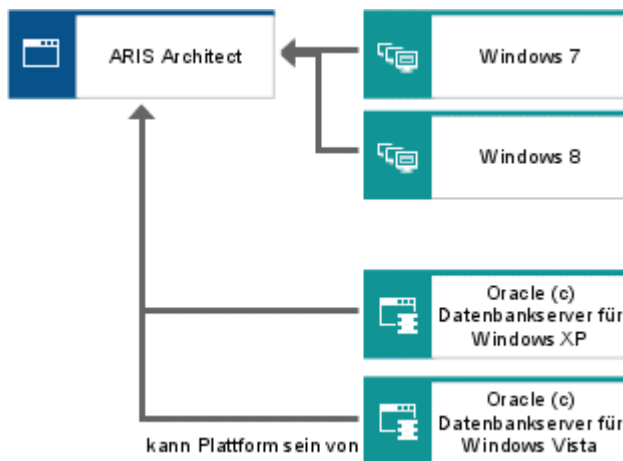 ARIS Architect
Windows 7
Windows 8
Oracle (c)
Datenbankserver für
Windows XP
Oracle (c)
Datenbankserver für
Windows Vista
kann Plattform sein von